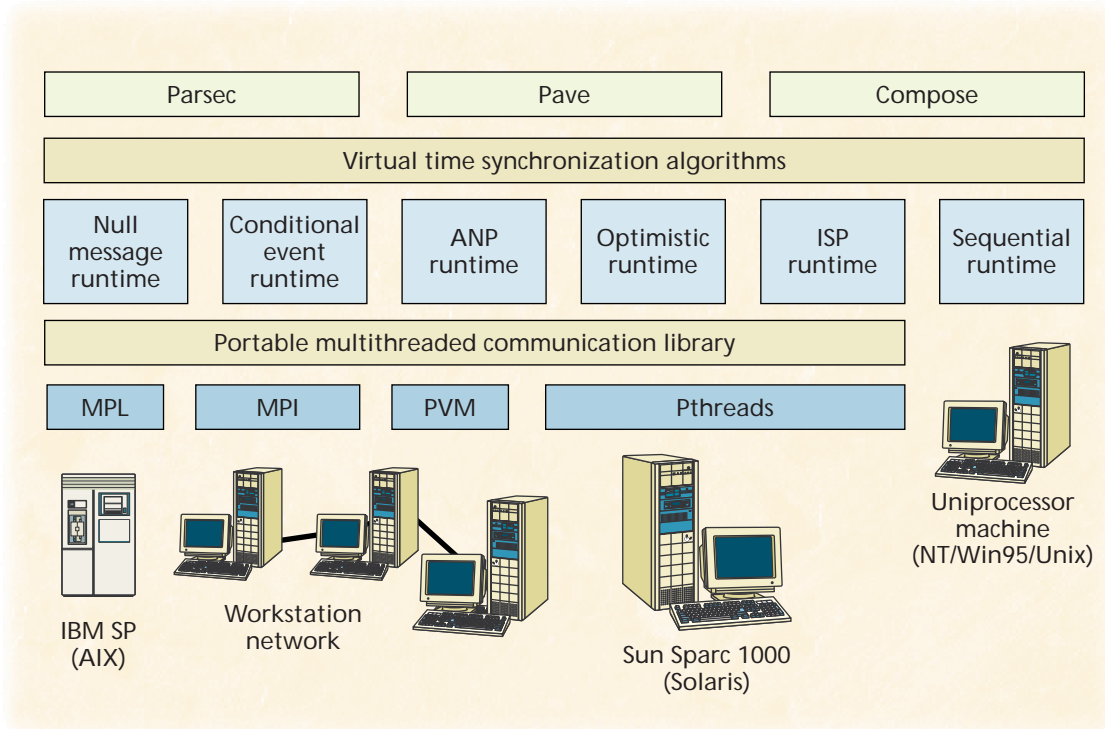 Parsec
Pave
Compose
Virtual time synchronization algorithms
Null
message
runtime
Conditional
event
runtime
ANP
runtime
Optimistic
runtime
ISP
runtime
Sequential
runtime
Portable multithreaded communication library
MPL
MPI
PVM
Pthreads
IBM SP
(AIX)
Workstation
network
Sun Sparc 1000
(Solaris)
Uniprocessor
machine
(NT/Win95/Unix)